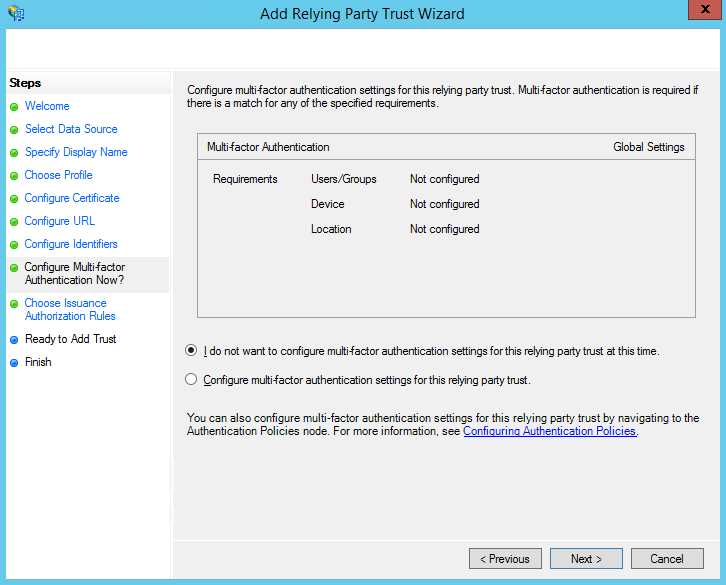 Add Relying Party Trust Wizard
x
Steps
Welcome
Select Data Source
Specify Display Name
Choose Profile
Configure Certificate
Configure URL
Configure Identifiers
Configure Multi-factor
Authentication Now?
Choose Issuance
Authorization Rules
Ready to Add Trust
Finish
Configure multi-factor authentication settings for this relying party trust. Multi-factor authentication is required if
there is a match for any of the specified requirements.
Multi-factor Authentication Global Settings
Requirements Users/Groups Not configured
Device Not configured
Location Not configured
I do not want to configure multi-factor authentication settings for this relying party trust at this time.
Configure multi-factor authentication settings for this relying party trust.
You can also configure multi-factor authentication settings for this relying party trust by navigating to the
Authentication Policies node. For more information, see Configuring Authentication Policies.
< Previous Next > Cancel